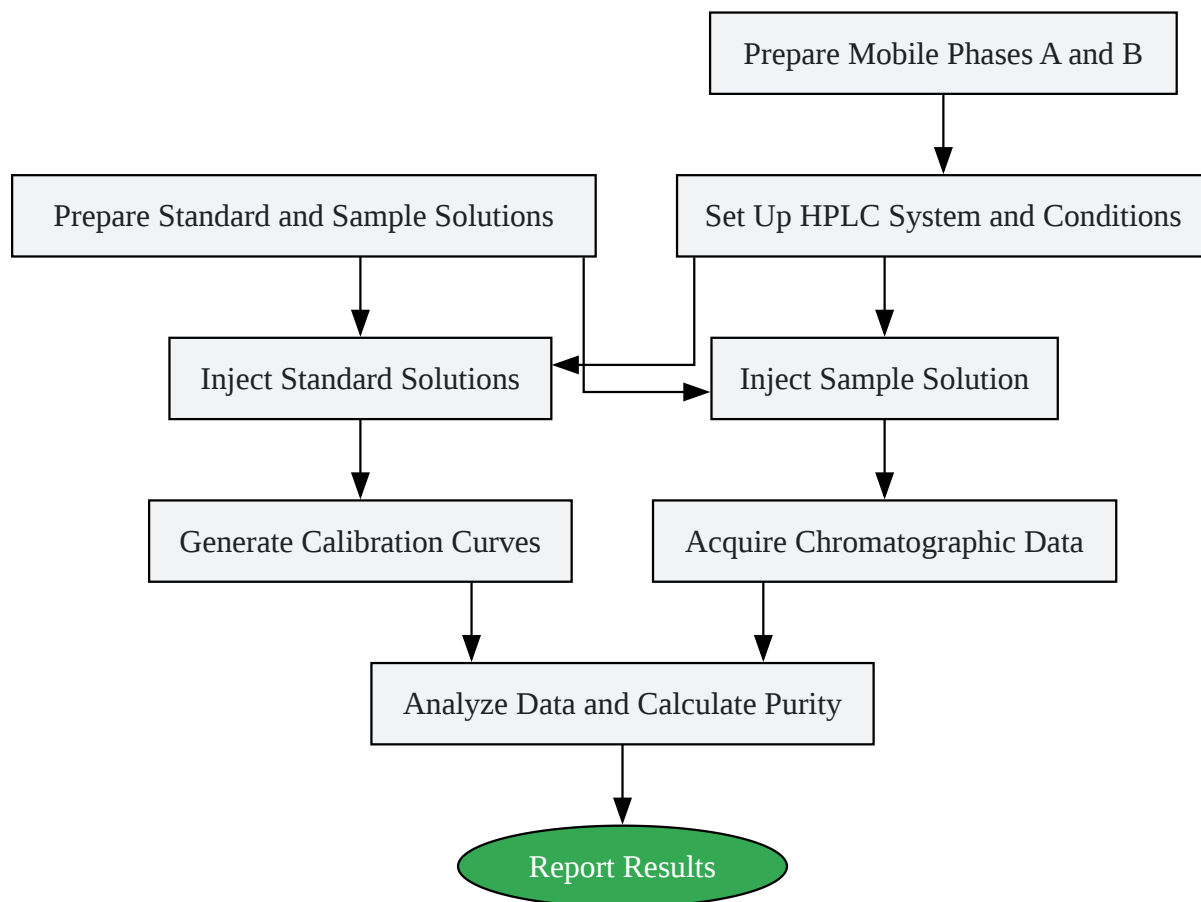 Prepare Mobile Phases A and B
Prepare Standard and Sample Solutions
Set Up HPLC System and Conditions
Inject Standard Solutions
Inject Sample Solution
Generate Calibration Curves
Acquire Chromatographic Data
Analyze Data and Calculate Purity
Report Results